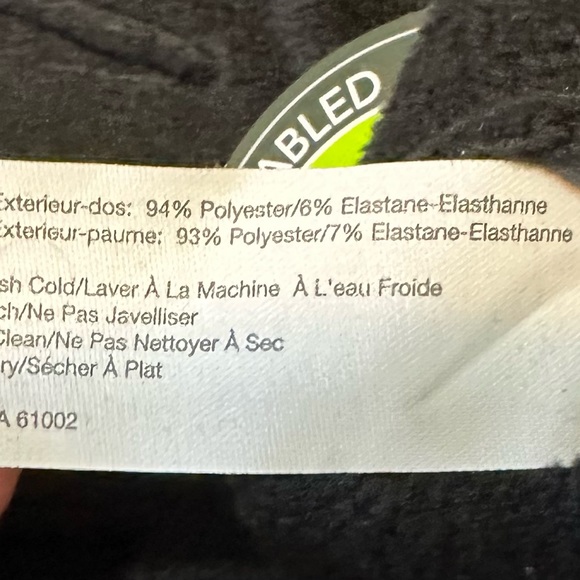 ABLED
Exterieur-dos: 94% Polyester/6% Elastane-Elasthanne
Exterieur-paume: 93% Polyester/7% Elastane-Elasthanne
sh Cold/Laver À La Machine À L'eau Froide
ch/Ne Pas Javelliser
Clean/Ne Pas Nettoyer À Sec
ry/Sécher À Plat
A 61002